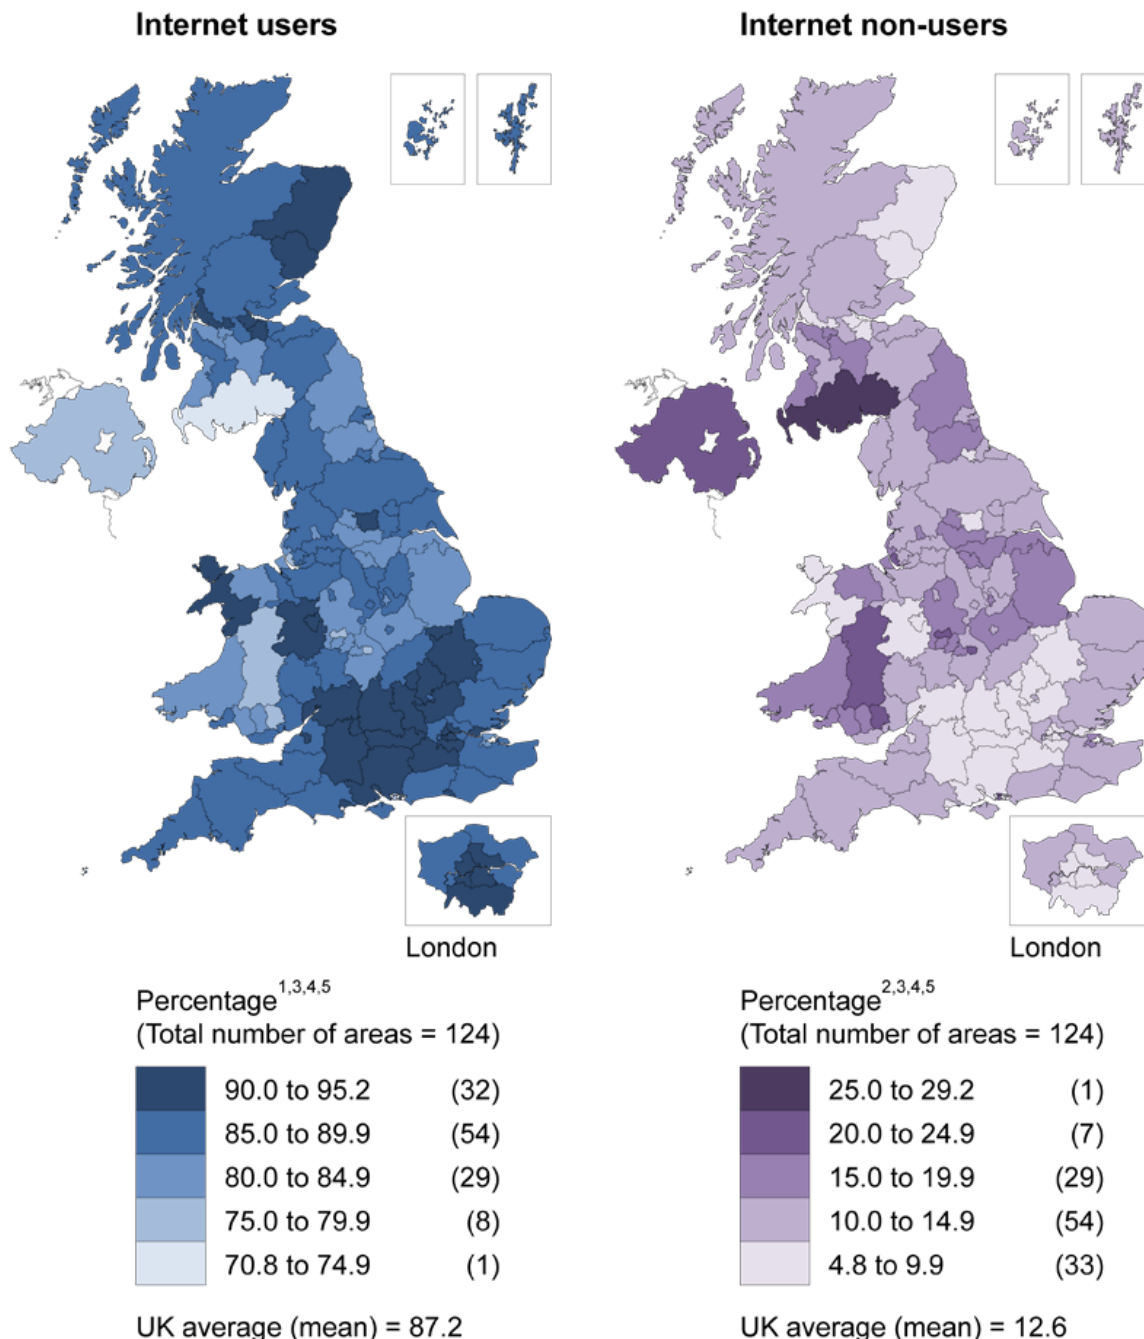 Internet users
Internet non-users
London
London
Percentage1,3,4,5
(Total number of areas = 124)
90.0 to 95.2 (32)
85.0 to 89.9 (54)
80.0 to 84.9 (29)
75.0 to 79.9 (8)
70.8 to 74.9 (1)
UK average (mean) = 87.2
Percentage2,3,4,5
(Total number of areas = 124)
25.0 to 29.2 (1)
20.0 to 24.9 (7)
15.0 to 19.9 (29)
10.0 to 14.9 (54)
4.8 to 9.9 (33)
UK average (mean) = 12.6